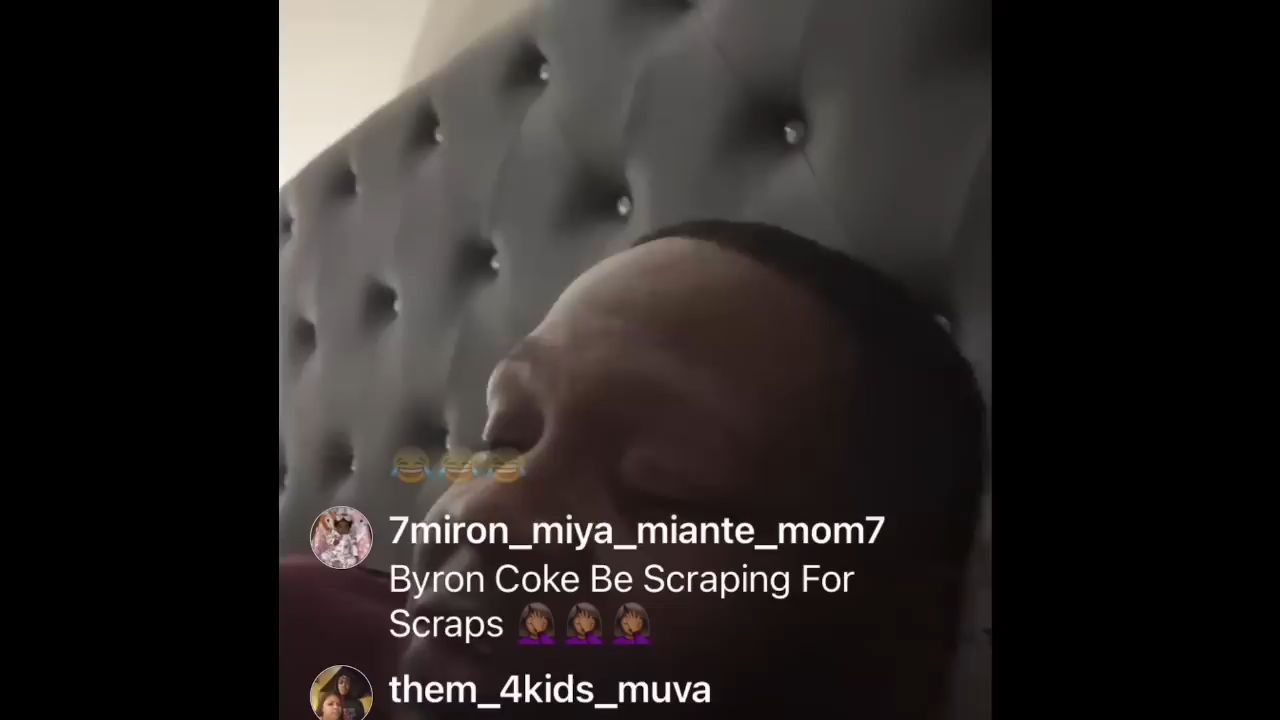 😂😂😂
7miron_miya_miante_mom7
Byron Coke Be Scraping For
Scraps 🤦🏾‍♀️🤦🏾‍♀️🤦🏾‍♀️
them_4kids_muva